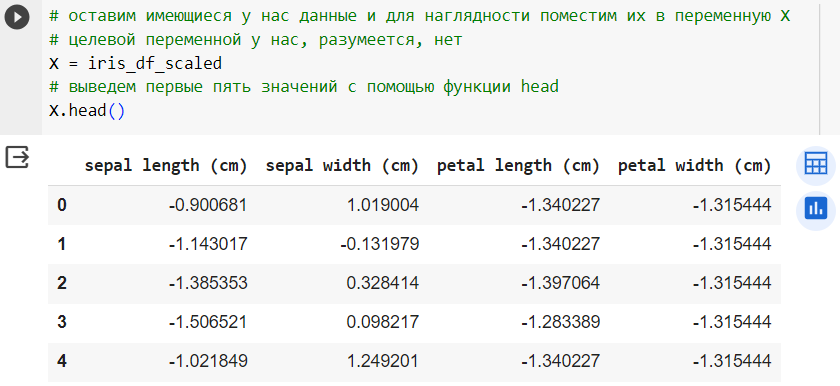 # оставим имеющиеся у нас данные и для наглядности поместим их в переменную X
# целевой переменной у нас, разумеется, нет
X = iris_df_scaled
# выведем первые пять значений с помощью функции head
X.head()
sepal length (cm) sepal width (cm) petal length (cm) petal width (cm)
0 -0.900681 1.019004 -1.340227 -1.315444
1 -1.143017 -0.131979 -1.340227 -1.315444
2 -1.385353 0.328414 -1.397064 -1.315444
3 -1.506521 0.098217 -1.283389 -1.315444
4 -1.021849 1.249201 -1.340227 -1.315444